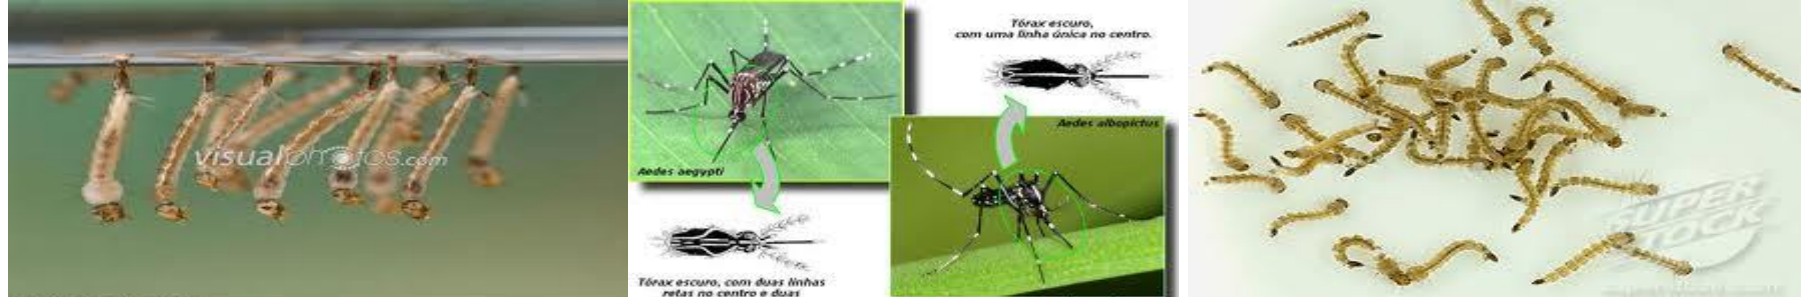 visualphotos.com
Aedes aegypti
Tórax escuro, com duas linhas
retas no centro e duas
Tórax escuro,
com uma linha única no centro.
Aedes albopictus
SUPER
STOCK